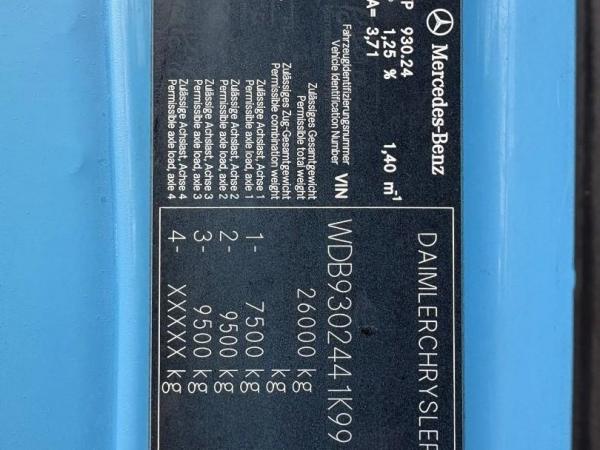 Mercedes-Benz DAIMLERCHRYSLER
P 930.24
1,25 % 1,40 m⁻¹
A= 3,71
Fahrzeugidentifizierungsnummer
Vehicle Identification Number VIN WDB9302441K99
Zulässiges Gesamtgewicht
Permissible total weight 26000 kg
Zulässiges Zug-Gesamtgewicht
Permissible combination weight kg
Zulässige Achslast, Achse 1
Permissible axle load, axle 1 1- 7500 kg
Zulässige Achslast, Achse 2
Permissible axle load, axle 2 2- 9500 kg
Zulässige Achslast, Achse 3
Permissible axle load, axle 3 3- 9500 kg
Zulässige Achslast, Achse 4
Permissible axle load, axle 4 4- XXXXX kg